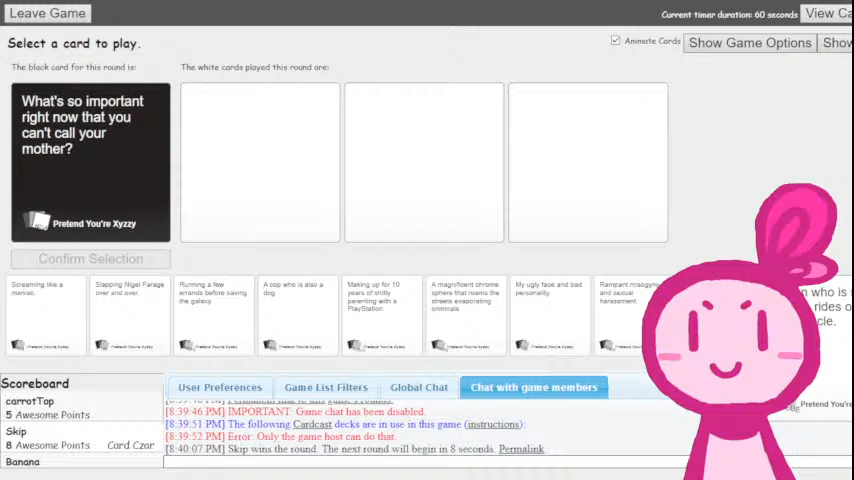 Leave Game
Current timer duration: 60 seconds
View Ca
Select a card to play.
Animate Cards
Show Game Options
Show
The black card for this round is:
The white cards played this round are:
What's so important
right now that you
can't call your
mother?
Pretend You're Xyzzy
Confirm Selection
Screaming like a
maniac.
Pretend You're Xyzzy
Slapping Nigel Farage
over and over.
Pretend You're Xyzzy
Running a few
errands before saving
the galaxy.
Pretend You're Xyzzy
A cop who is also a
dog.
Pretend You're Xyzzy
Making up for 10
years of shitty
parenting with a
PlayStation.
Pretend You're Xyzzy
A magnificent chrome
sphere that roams the
streets evaporating
criminals
Pretend You're Xyzzy
My ugly face and bad
personality.
Pretend You're Xyzzy
Rampant misogyny
and sexual
harassment.
n who is
rides o
cle.
Pretend You're
Scoreboard
carrotTop
5 Awesome Points
Skip
8 Awesome Points Card Czar
Banana
User Preferences
Game List Filters
Global Chat
Chat with game members
[8:39:46 PM] IMPORTANT: Game chat has been disabled.
[8:39:51 PM] The following Cardcast decks are in use in this game (instructions):
[8:39:52 PM] Error: Only the game host can do that.
[8:40:07 PM] Skip wins the round. The next round will begin in 8 seconds. Permalink